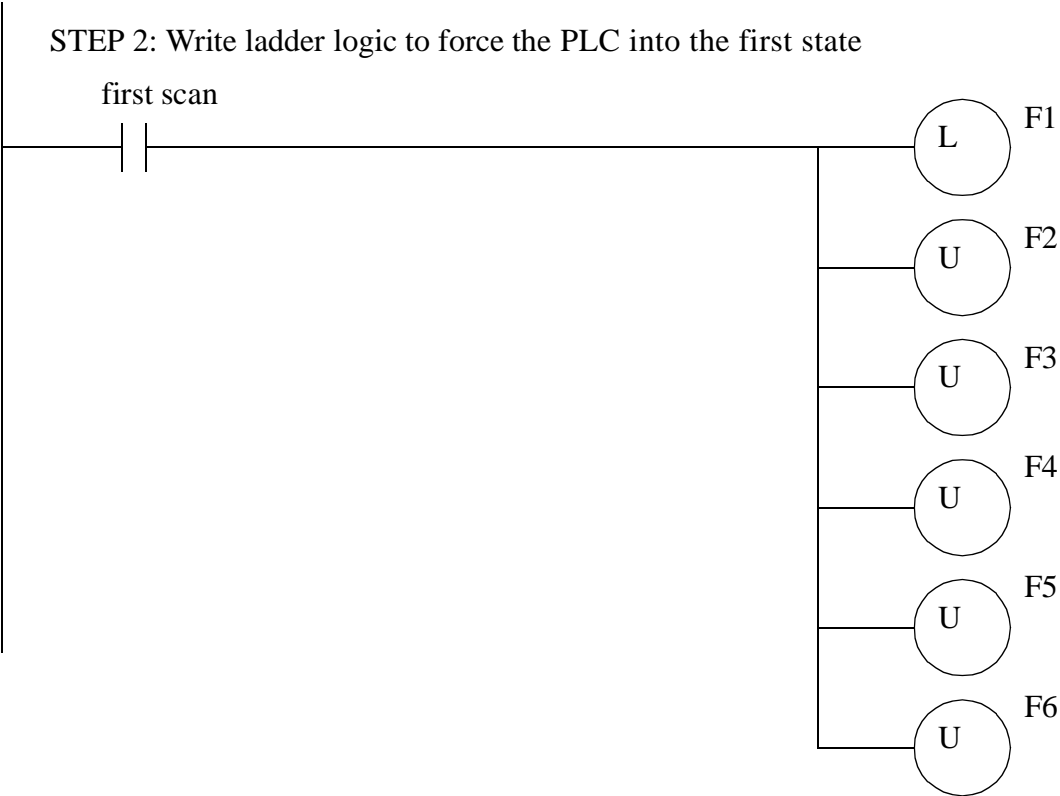 STEP 2: Write ladder logic to force the PLC into the first state
first scan
L F1
U F2
U F3
U F4
U F5
U F6